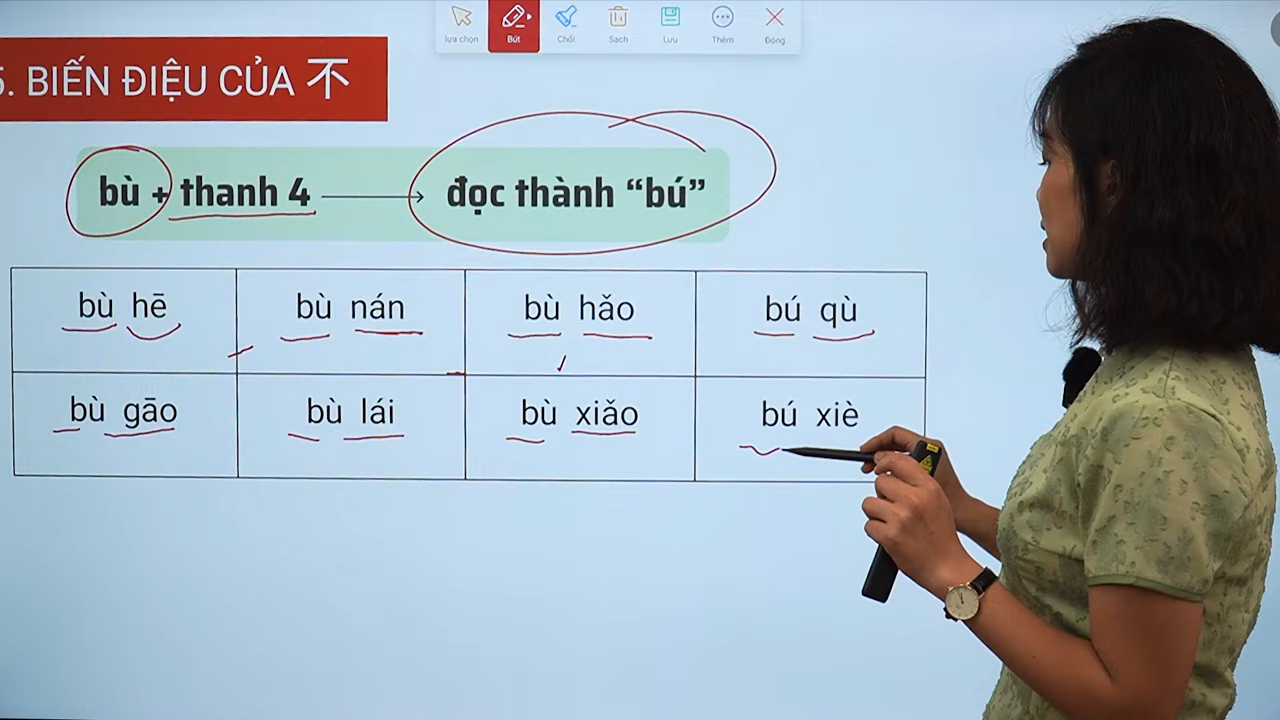 lựa chọn Bút Chổi Sạch Lưu Thêm Đóng
5. BIẾN ĐIỆU CỦA 不
bù + thanh 4 → đọc thành “bú”
bù hē bù nán bù hǎo bú qù
bù gāo bù lái bù xiǎo bú xiè